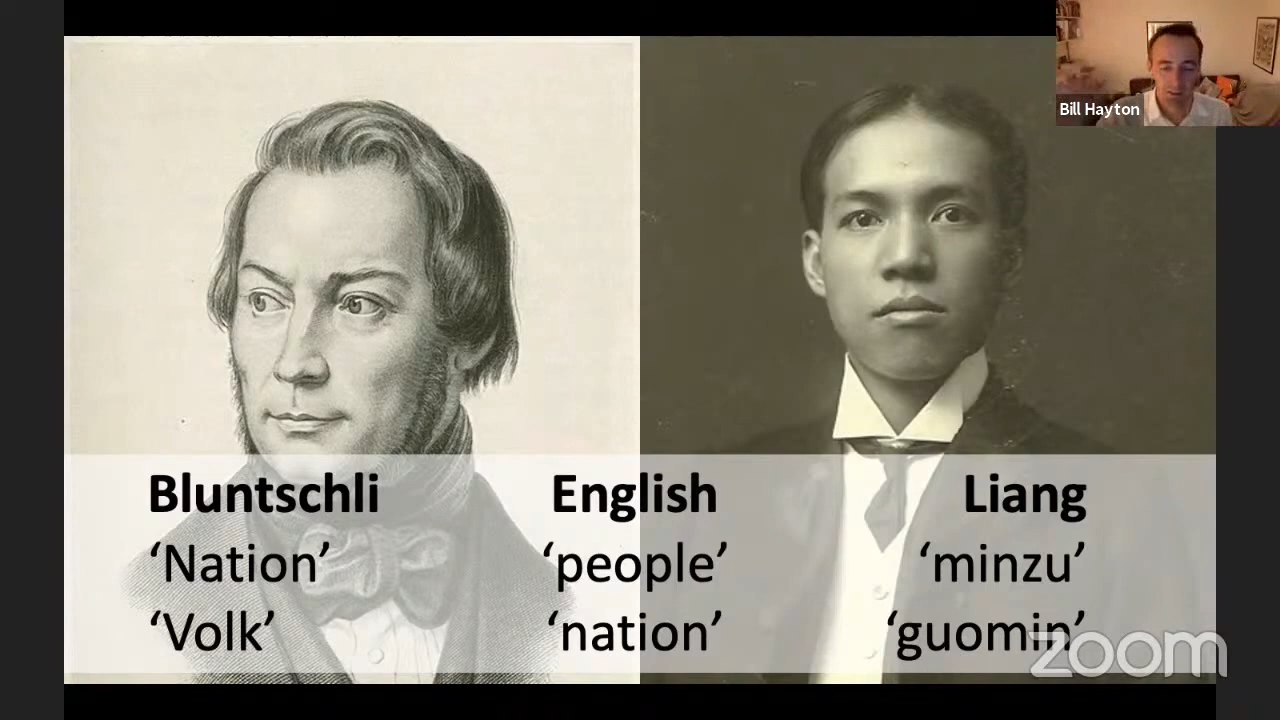 Bill Hayton
Bluntschli English Liang
‘Nation’ ‘people’ ‘minzu’
‘Volk’ ‘nation’ ‘guomin’
zoom